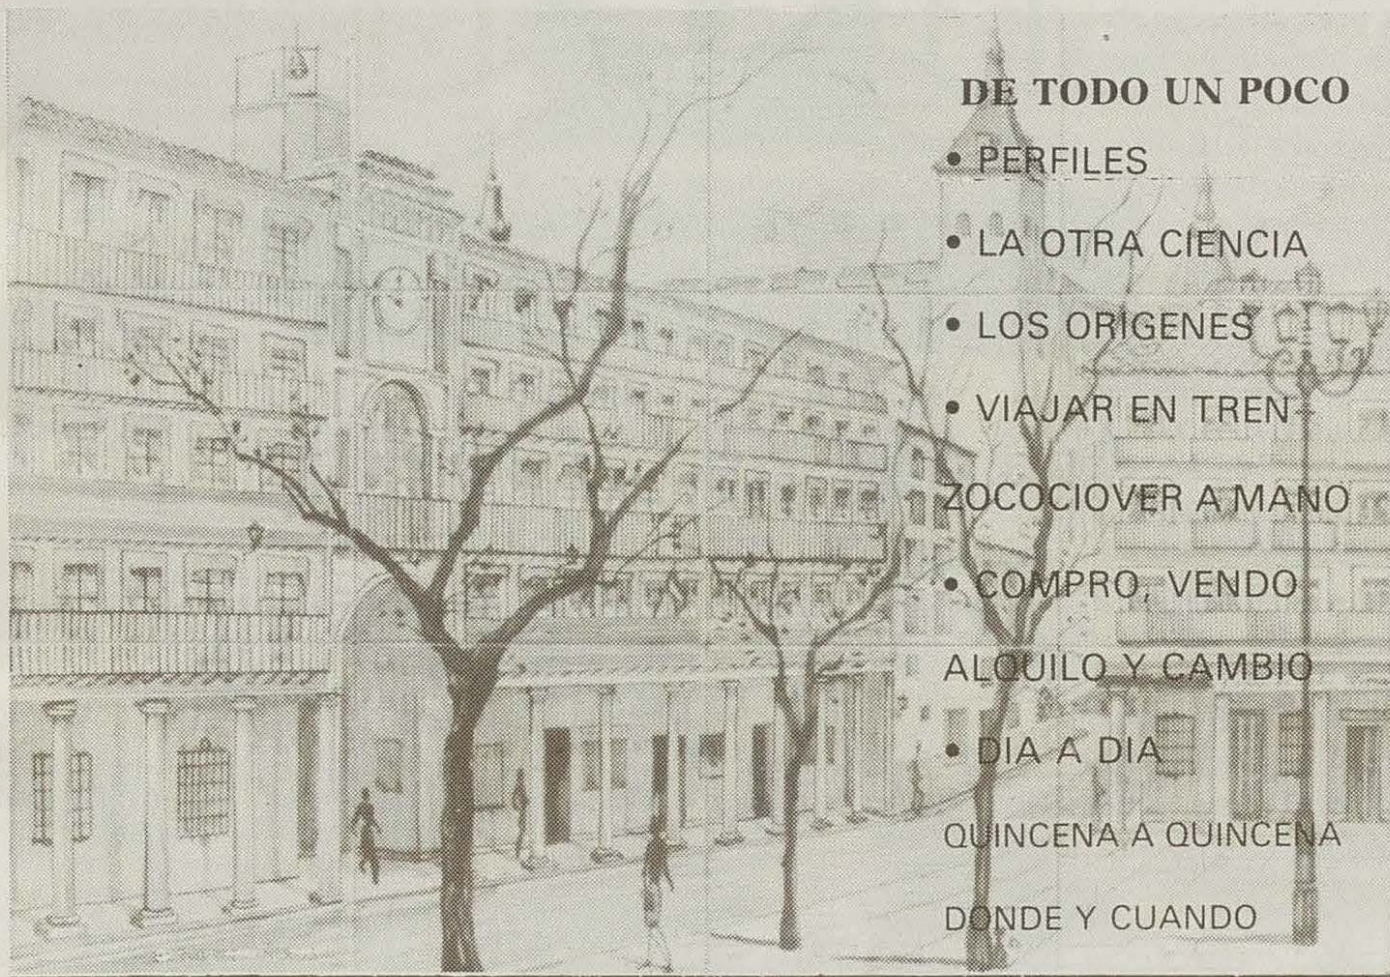 DE TODO UN POCO
• PERFILES
• LA OTRA CIENCIA
• LOS ORIGENES
• VIAJAR EN TREN
ZOCOCIOVER A MANO
• COMPRO, VENDO
ALQUILO Y CAMBIO
• DIA A DIA
QUINCENA A QUINCENA
DONDE Y CUANDO